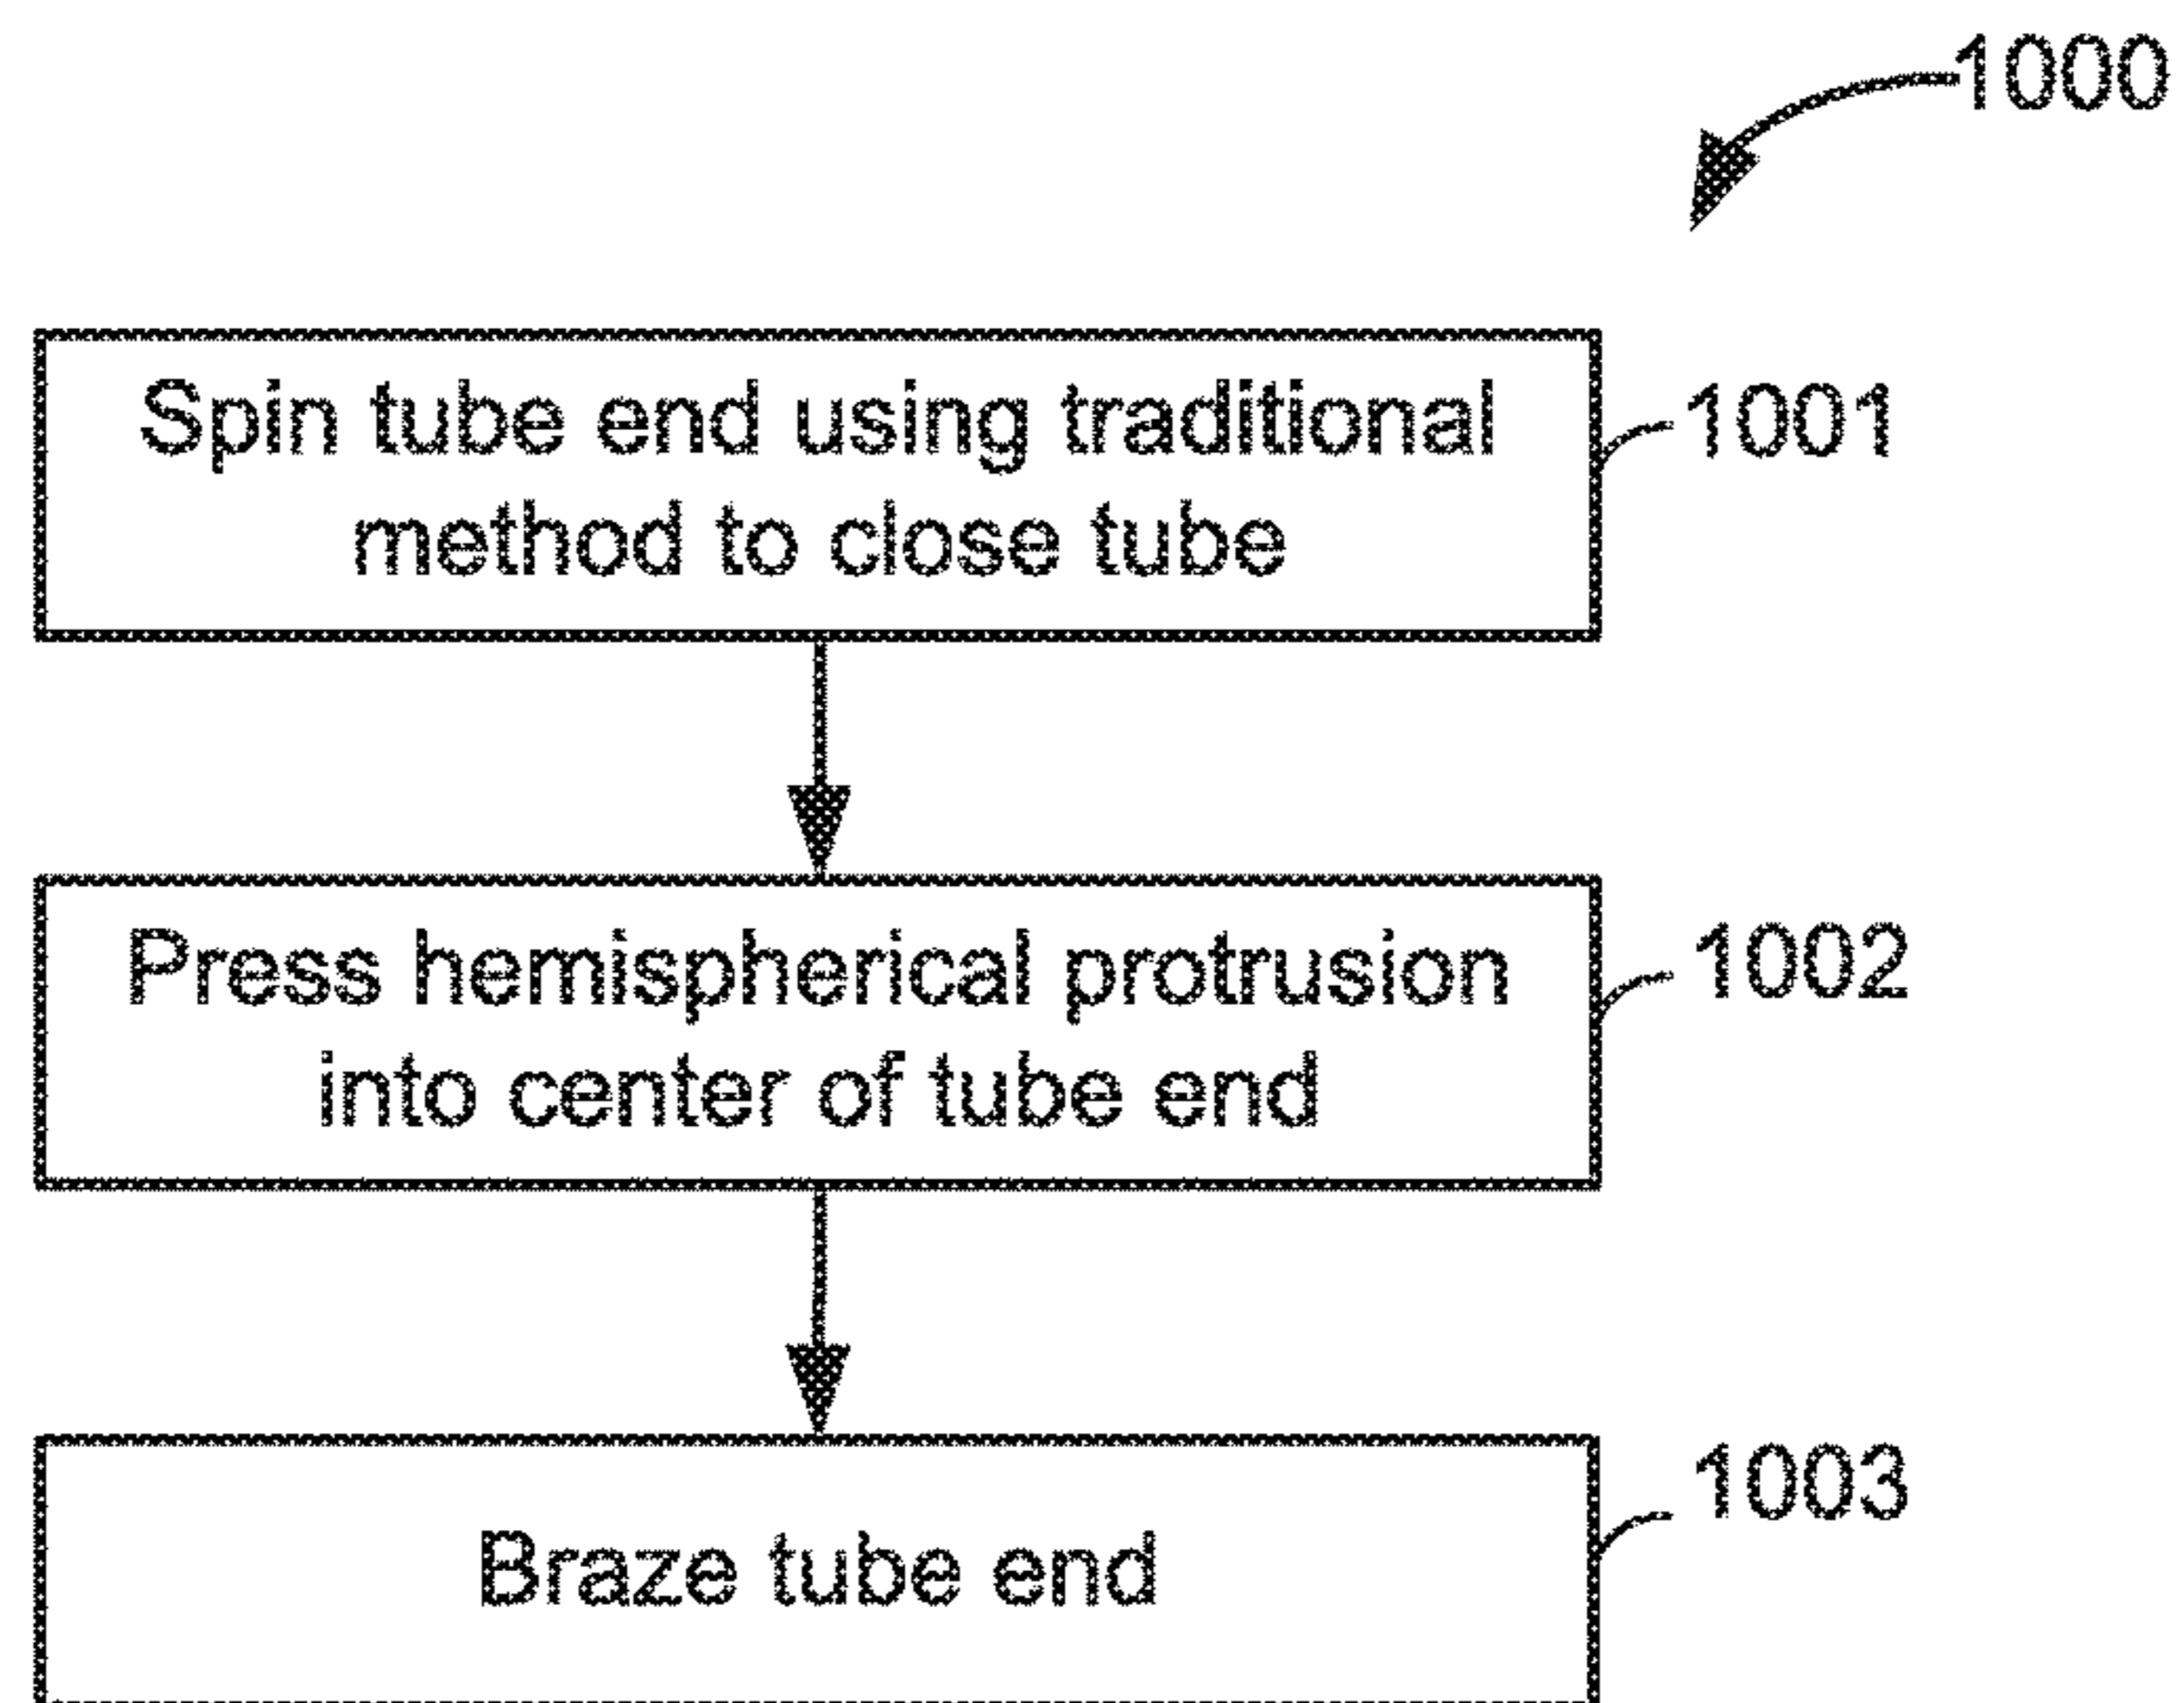 1000
Spin tube end using traditional
method to close tube
1001
Press hemispherical protrusion
into center of tube end
1002
Braze tube end
1003